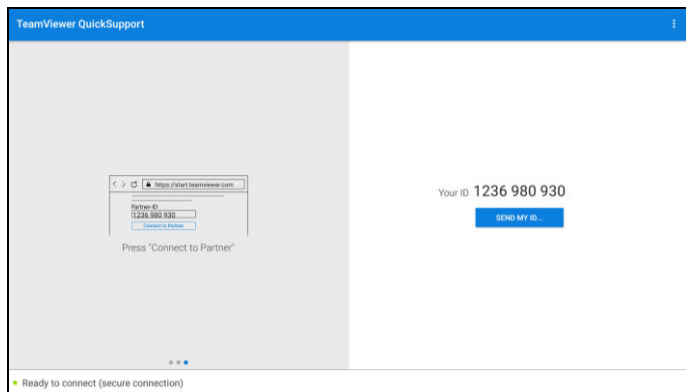 TeamViewer QuickSupport
https://start.teamviewer.com
Partner-ID
1236 980 930
Connect to Partner
Press "Connect to Partner"
Your ID 1236 980 930
SEND MY ID...
Ready to connect (secure connection)